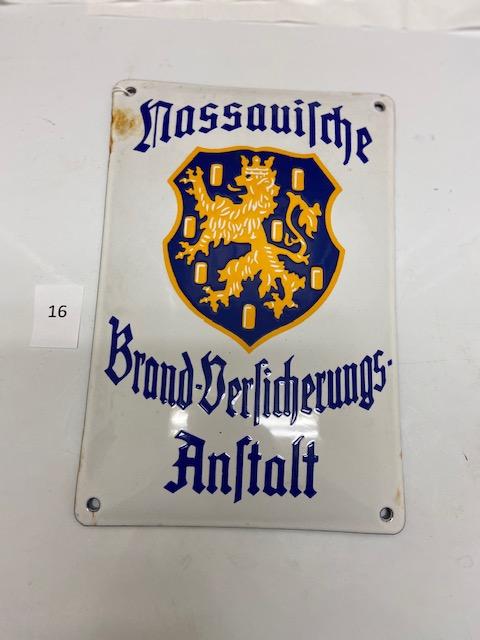 Nassauiſche
16
Brand-Verſicherungs-
Anſtalt